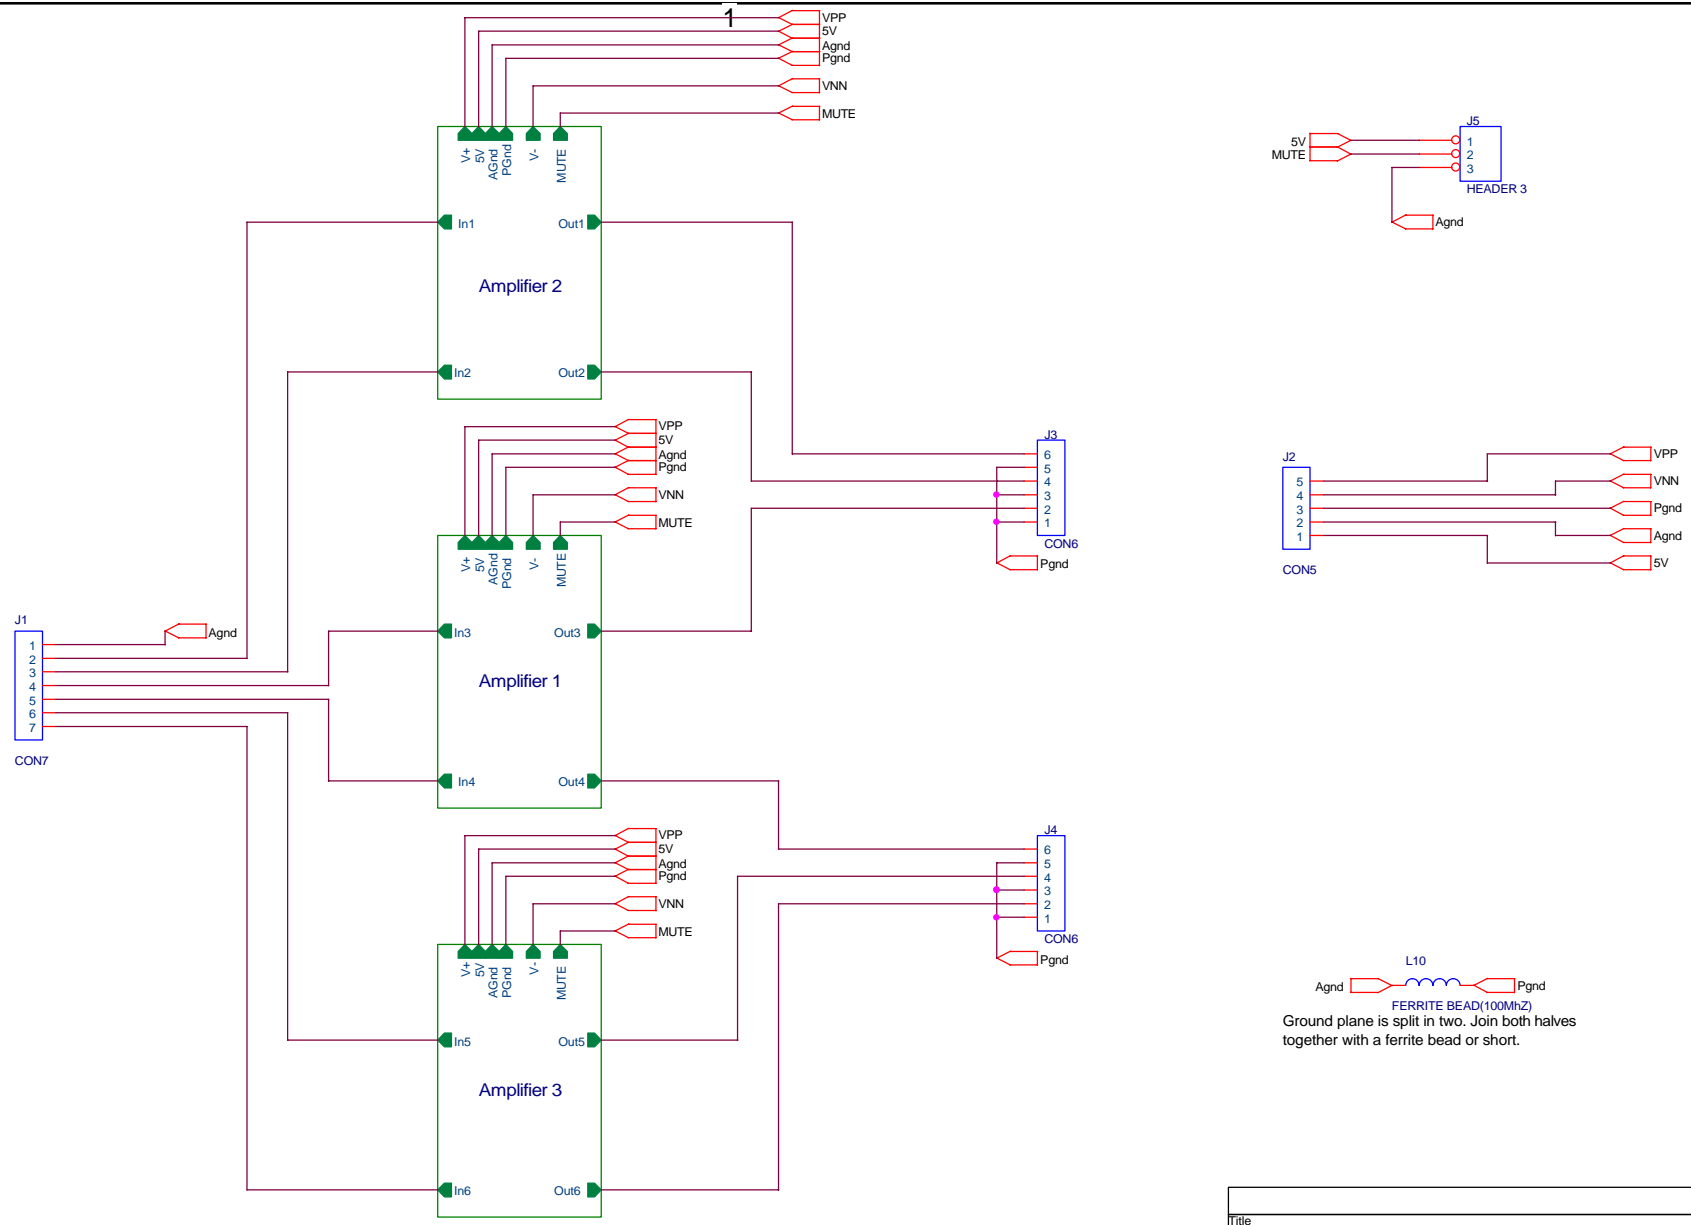 1
VPP
5V
Agnd
Pgnd
VNN
MUTE
V+
5V
AGnd
PGnd
V-
MUTE
In1
Out1
Amplifier 2
In2
Out2
J5
5V
MUTE
1
2
3
HEADER 3
Agnd
VPP
5V
Agnd
Pgnd
VNN
MUTE
V+
5V
AGnd
PGnd
V-
MUTE
In3
Out3
Amplifier 1
In4
Out4
J3
6
5
4
3
2
1
CON6
Pgnd
J2
5
4
3
2
1
CON5
VPP
VNN
Pgnd
Agnd
5V
J1
1
2
3
4
5
6
7
CON7
Agnd
VPP
5V
Agnd
Pgnd
VNN
MUTE
V+
5V
AGnd
PGnd
V-
MUTE
In5
Out5
Amplifier 3
In6
Out6
J4
6
5
4
3
2
1
CON6
Pgnd
L10
Agnd
Pgnd
FERRITE BEAD(100MhZ)
Ground plane is split in two. Join both halves
together with a ferrite bead or short.
Title